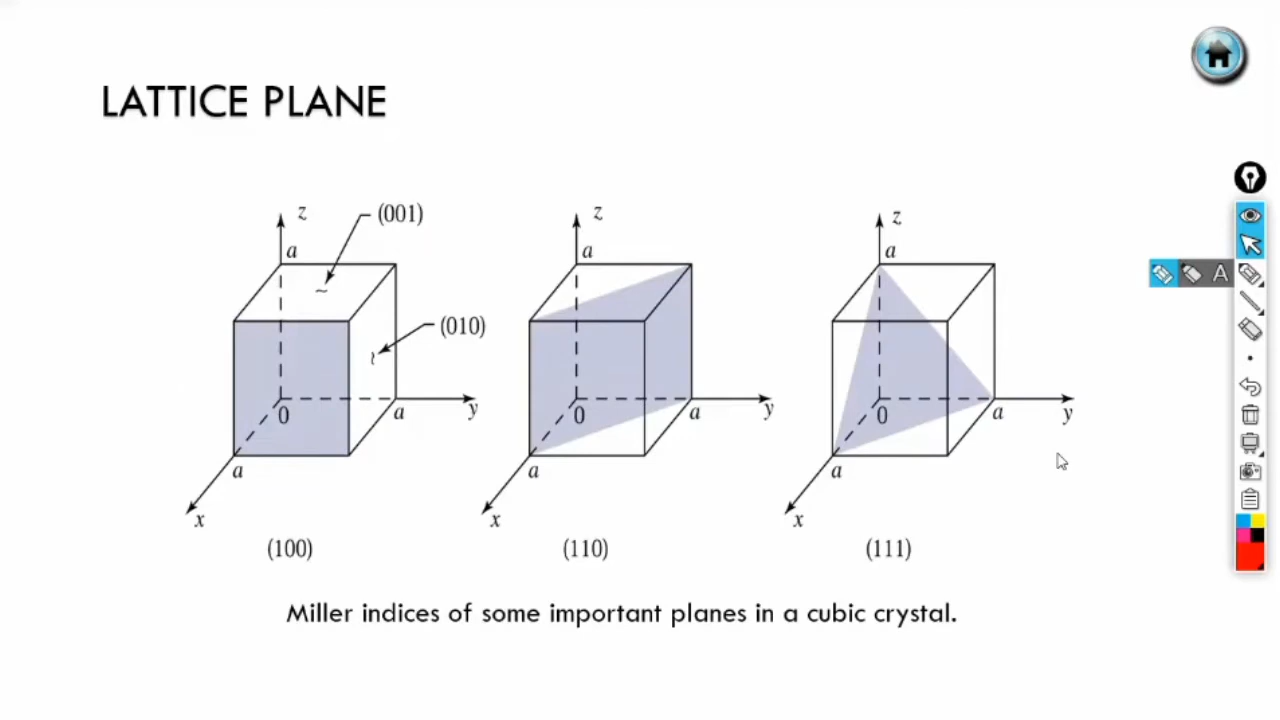 LATTICE PLANE
z
(001)
a
(010)
0
a
y
a
x
(100)
z
a
0
a
y
a
x
(110)
z
a
0
a
y
a
x
(111)
Miller indices of some important planes in a cubic crystal.
A